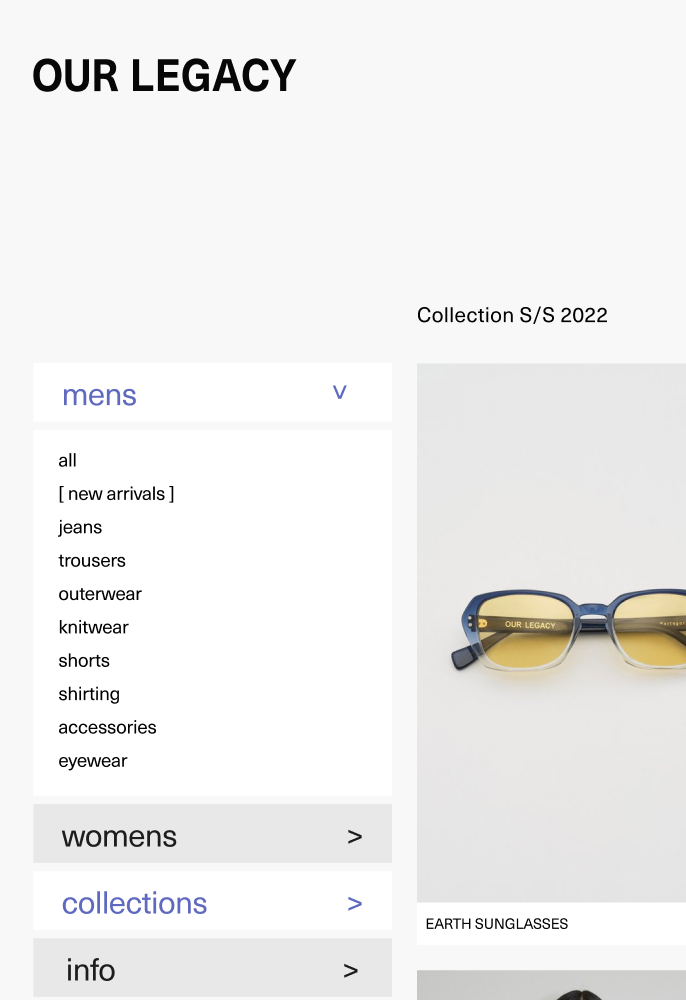 OUR LEGACY
Collection S/S 2022
mens v
all
[ new arrivals ]
jeans
trousers
outerwear
knitwear
shorts
shirting
accessories
eyewear
womens >
collections >
info >
OUR LEGACY
EARTH SUNGLASSES